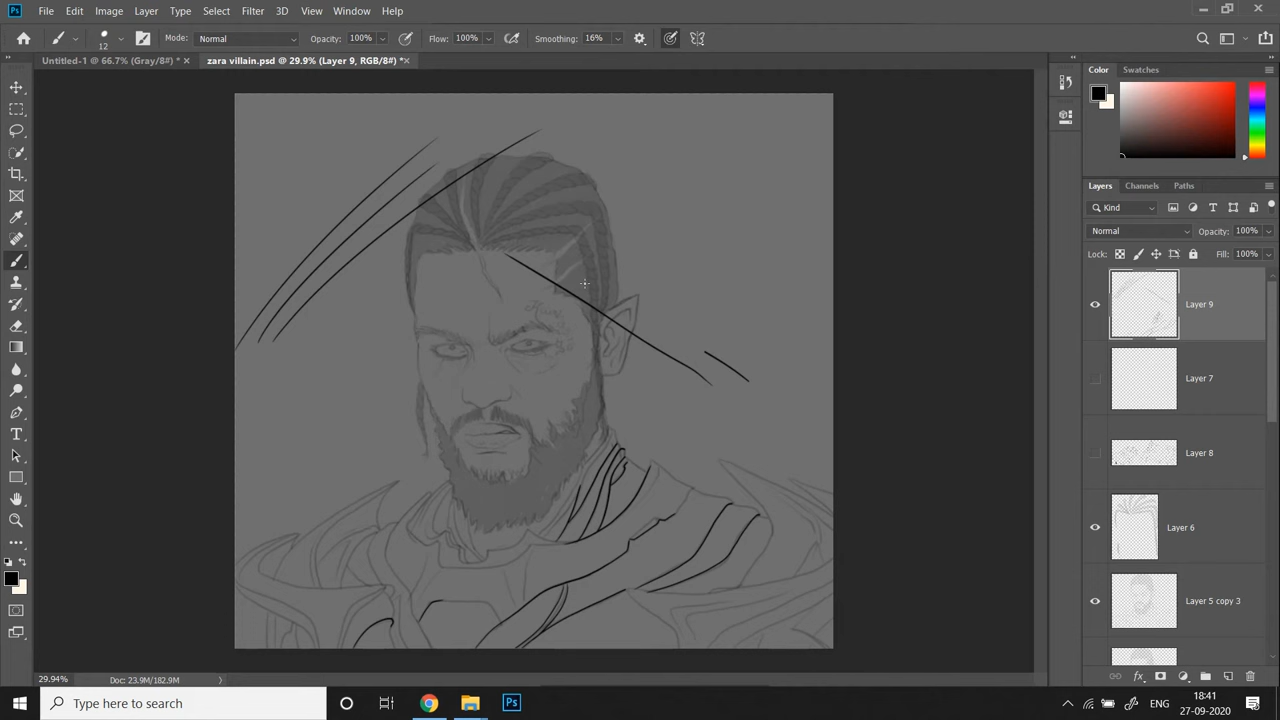 Ps File Edit Image Layer Type Select Filter 3D View Window Help
12 Mode: Normal Opacity: 100% Flow: 100% Smoothing: 16%
Untitled-1 @ 66.7% (Gray/8#) * × zara villain.psd @ 29.9% (Layer 9, RGB/8#) * ×
Color Swatches
Layers Channels Paths
Kind
Normal Opacity: 100%
Lock: Fill: 100%
Layer 9
Layer 7
Layer 8
Layer 6
Layer 5 copy 3
29.94% Doc: 23.9M/182.9M
Type here to search
Ps
18:41
27-09-2020